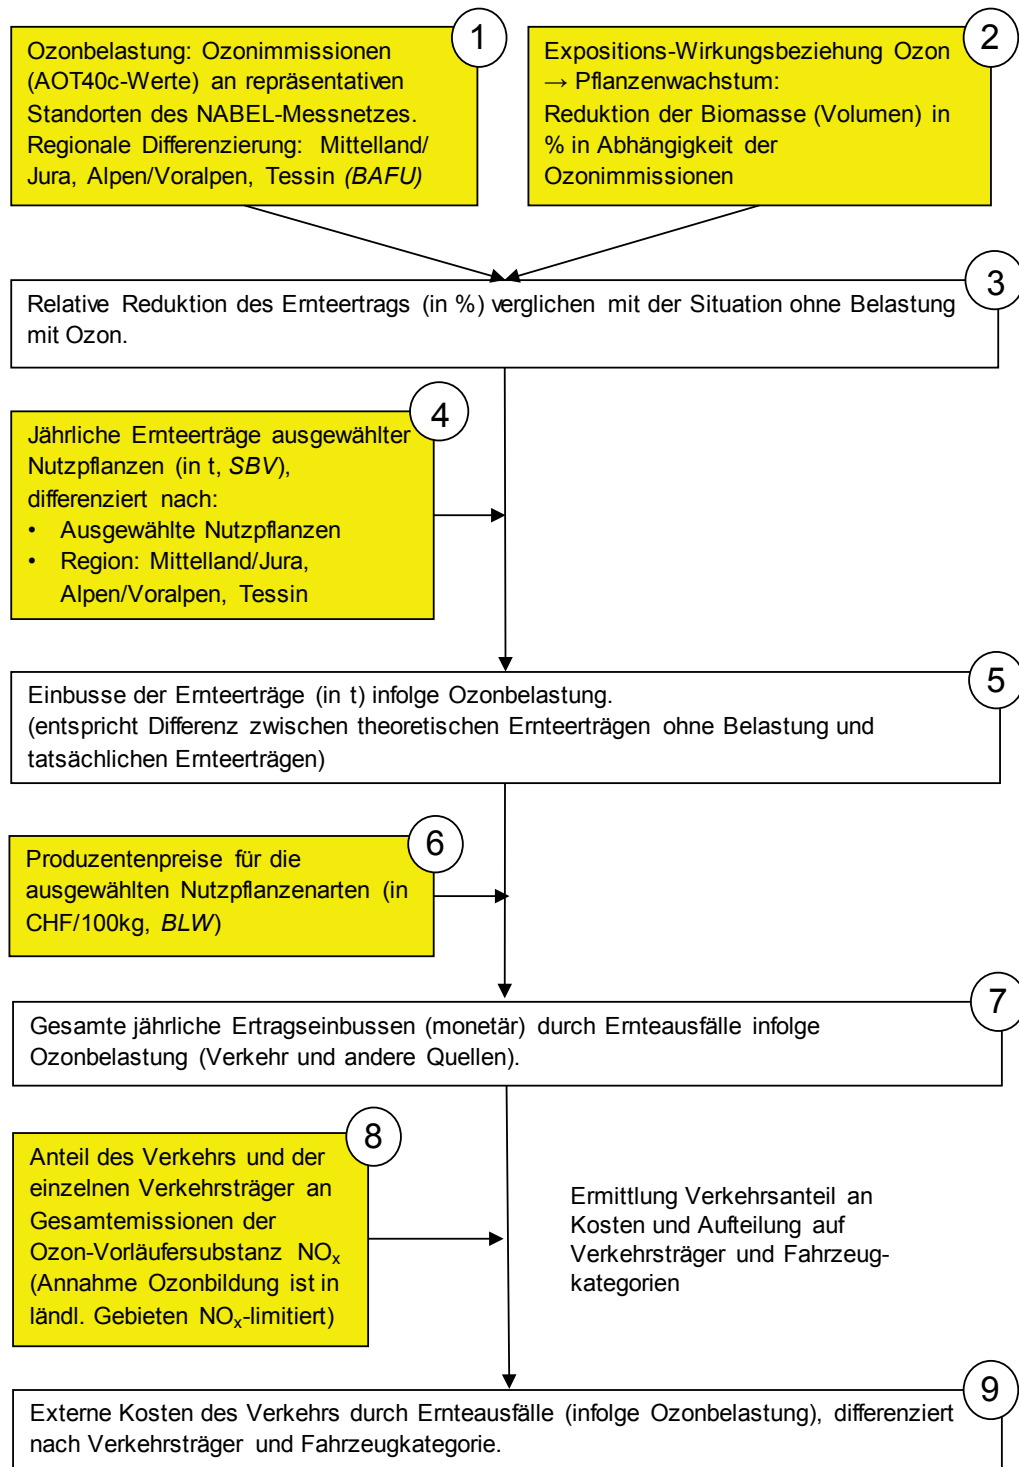 1
Ozonbelastung: Ozonimmissionen
(AOT40c-Werte) an repräsentativen
Standorten des NABEL-Messnetzes.
Regionale Differenzierung: Mittelland/
Jura, Alpen/Voralpen, Tessin (BAFU)
2
Expositions-Wirkungsbeziehung Ozon
→ Pflanzenwachstum:
Reduktion der Biomasse (Volumen) in
% in Abhängigkeit der
Ozonimmissionen
3
Relative Reduktion des Ernteertrags (in %) verglichen mit der Situation ohne Belastung
mit Ozon.
4
Jährliche Ernteerträge ausgewählter
Nutzpflanzen (in t, SBV),
differenziert nach:
• Ausgewählte Nutzpflanzen
• Region: Mittelland/Jura,
Alpen/Voralpen, Tessin
5
Einbusse der Ernteerträge (in t) infolge Ozonbelastung.
(entspricht Differenz zwischen theoretischen Ernteerträgen ohne Belastung und
tatsächlichen Ernteerträgen)
6
Produzentenpreise für die
ausgewählten Nutzpflanzenarten (in
CHF/100kg, BLW)
7
Gesamte jährliche Ertragseinbussen (monetär) durch Ernteausfälle infolge
Ozonbelastung (Verkehr und andere Quellen).
8
Anteil des Verkehrs und der
einzelnen Verkehrsträger an
Gesamtemissionen der
Ozon-Vorläufersubstanz NOx
(Annahme Ozonbildung ist in
ländl. Gebieten NOx-limitiert)
Ermittlung Verkehrsanteil an
Kosten und Aufteilung auf
Verkehrsträger und Fahrzeug-
kategorien
9
Externe Kosten des Verkehrs durch Ernteausfälle (infolge Ozonbelastung), differenziert
nach Verkehrsträger und Fahrzeugkategorie.